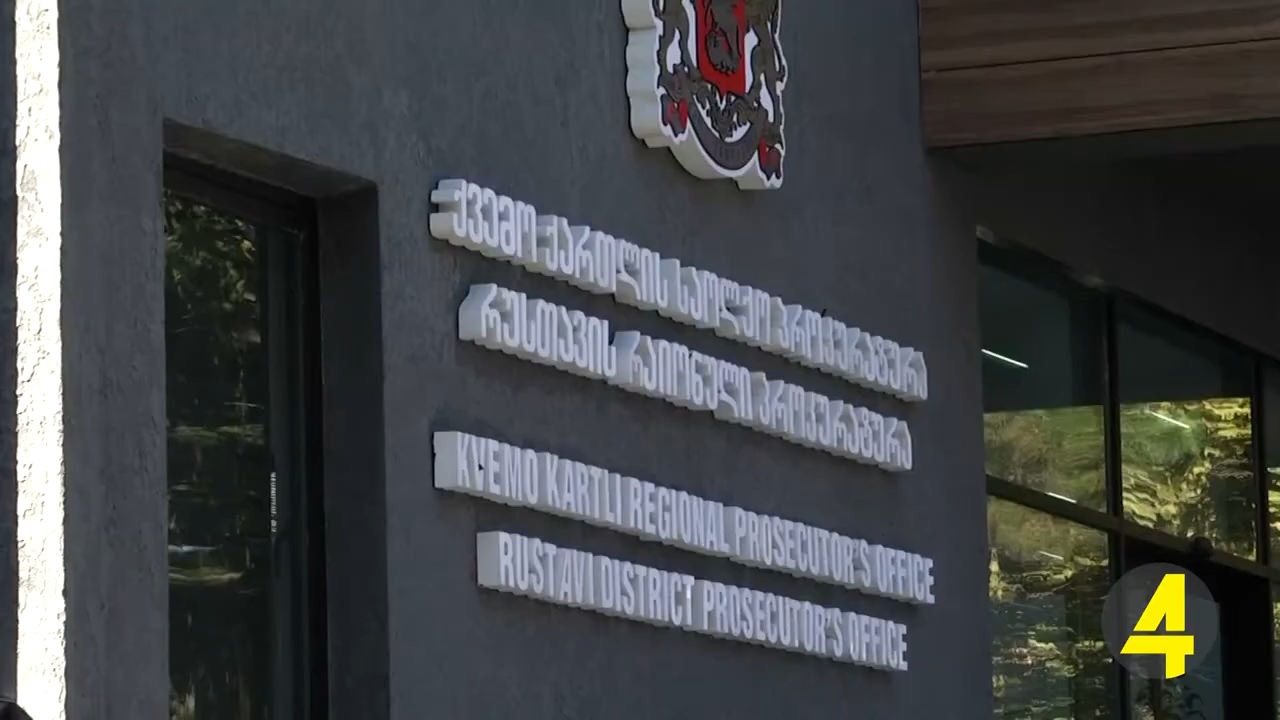 ქვემო ქართლის საოლქო პროკურატურა
რუსთავის რაიონული პროკურატურა
KVEMO KARTLI REGIONAL PROSECUTOR'S OFFICE
RUSTAVI DISTRICT PROSECUTOR'S OFFICE
4